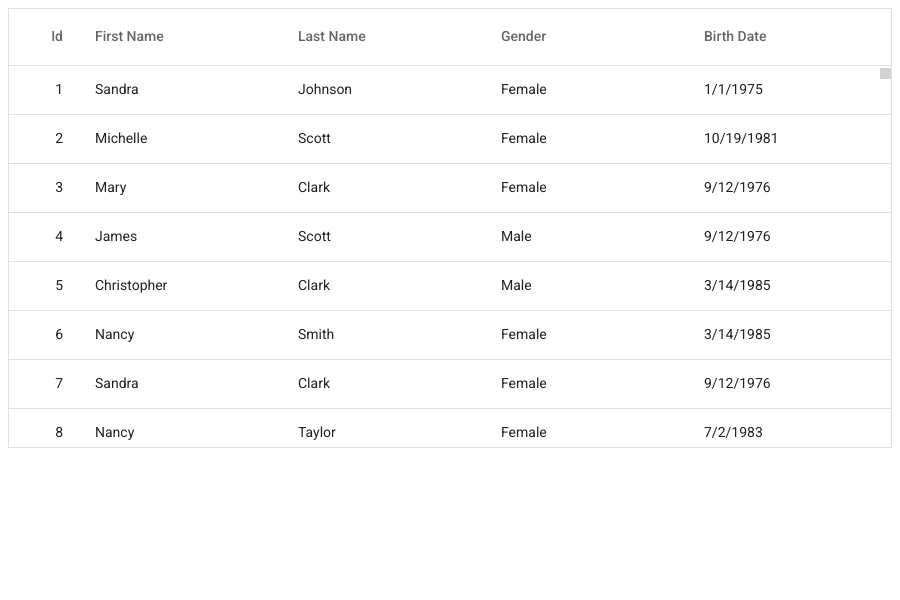 Id First Name Last Name Gender Birth Date
1 Sandra Johnson Female 1/1/1975
2 Michelle Scott Female 10/19/1981
3 Mary Clark Female 9/12/1976
4 James Scott Male 9/12/1976
5 Christopher Clark Male 3/14/1985
6 Nancy Smith Female 3/14/1985
7 Sandra Clark Female 9/12/1976
8 Nancy Taylor Female 7/2/1983